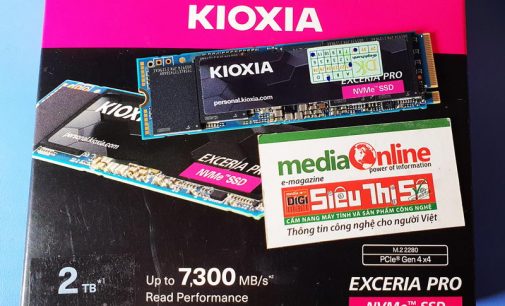 KIOXIA
KIOXIA
EXCERIA PRO
NVMe™ SSD
personal.kioxia.com
KIOXIA
personal.kioxia.com
EXCERIA PRO
NVMe™ SSD
mediaOnline
power of information
e-magazine
DiGi Siêu Thị Số
CẨM NANG MÁY TÍNH VÀ SẢN PHẨM CÔNG NGHỆ
Thông tin công nghệ cho người Việt
M.2 2280
PCIe® Gen 4 x4
2 TB*¹
Up to 7,300 MB/s*²
Read Performance
EXCERIA PRO
NVMe™ SSD